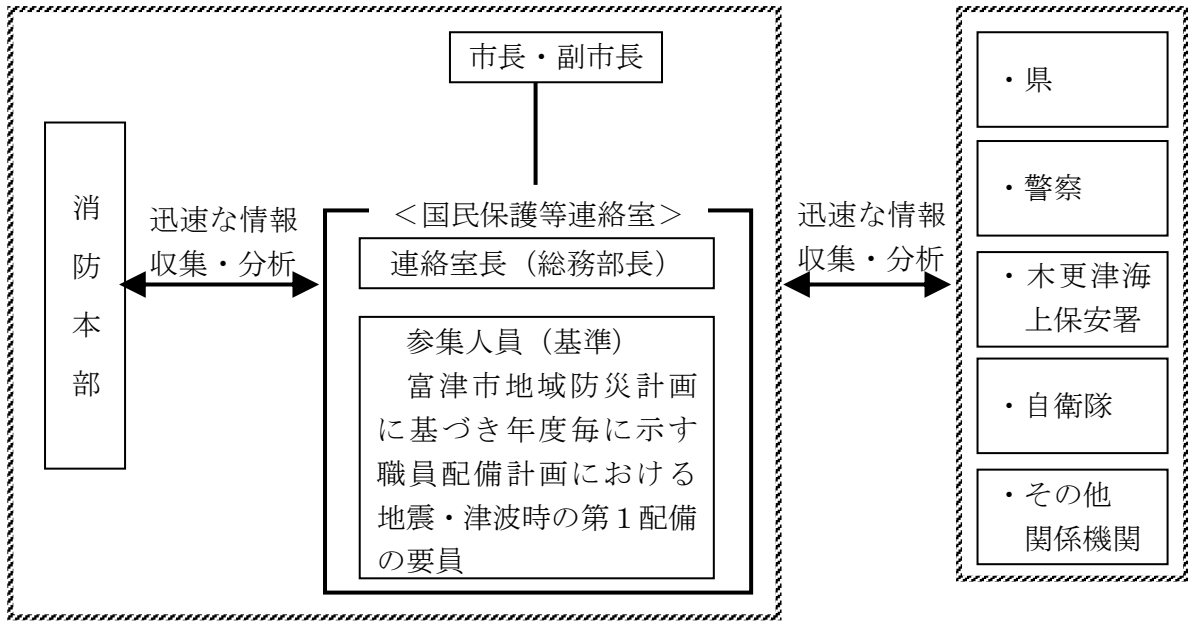 市長・副市長
消防本部
迅速な情報
収集・分析
＜国民保護等連絡室＞
連絡室長（総務部長）
参集人員（基準）
富津市地域防災計画
に基づき年度毎に示す
職員配備計画における
地震・津波時の第１配備
の要員
迅速な情報
収集・分析
・県
・警察
・木更津海
上保安署
・自衛隊
・その他
関係機関